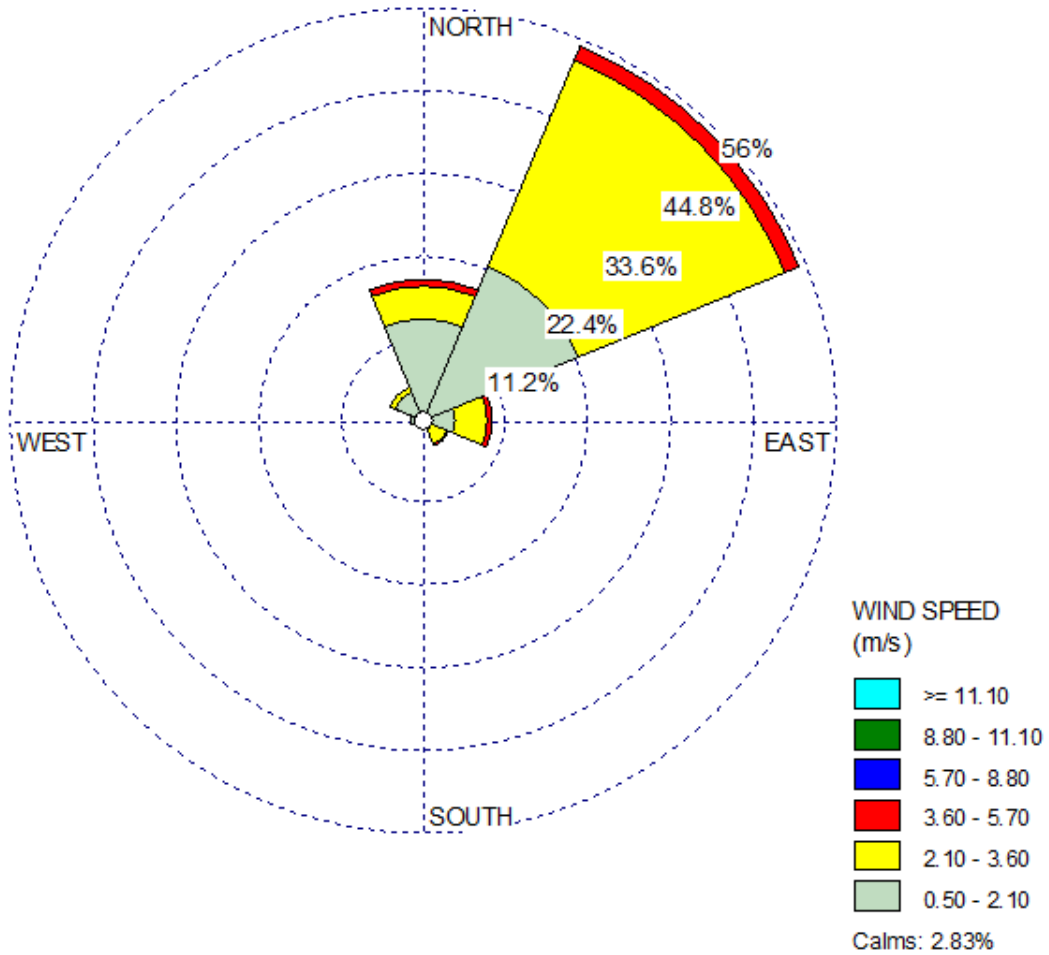 NORTH
56%
44.8%
33.6%
22.4%
11.2%
WEST
EAST
SOUTH
WIND SPEED
(m/s)
>= 11.10
8.80 - 11.10
5.70 - 8.80
3.60 - 5.70
2.10 - 3.60
0.50 - 2.10
Calms: 2.83%